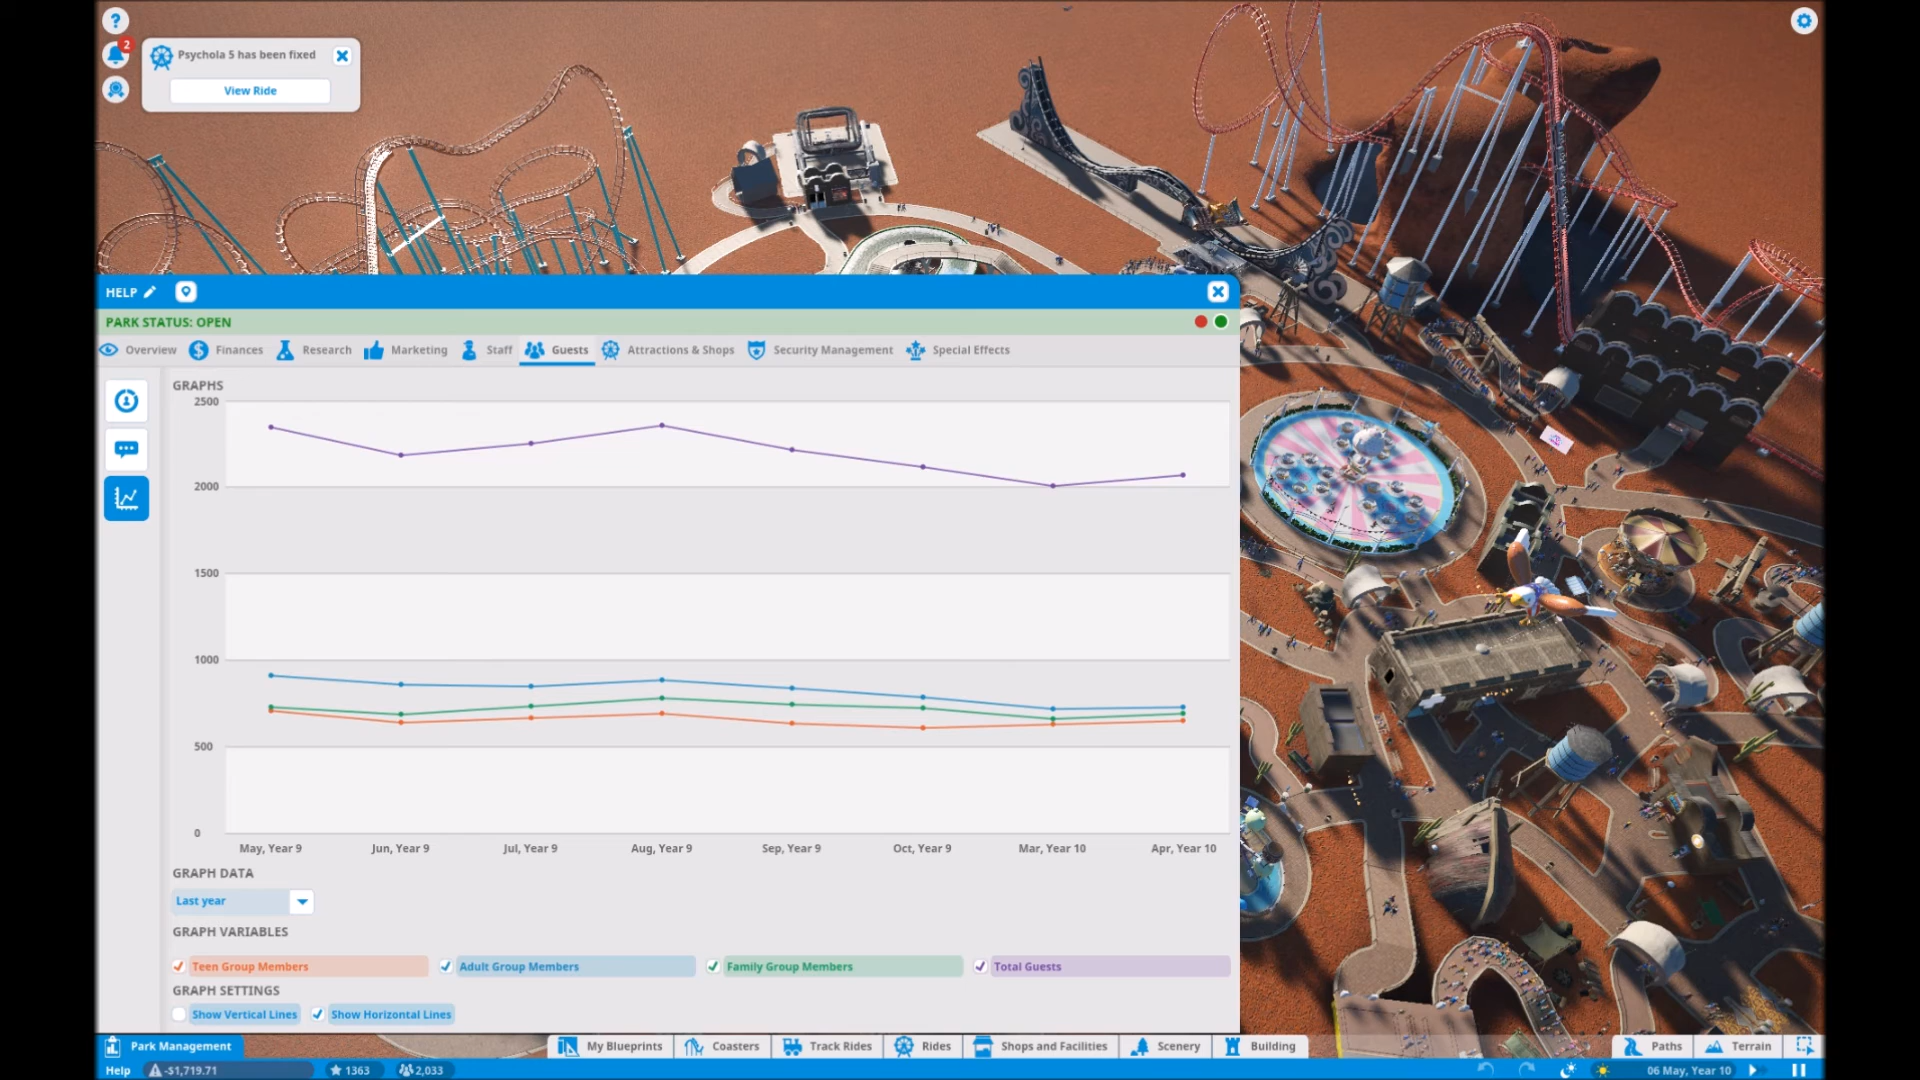 ?
2
Psychola 5 has been fixed
View Ride
HELP
PARK STATUS: OPEN
Overview
Finances
Research
Marketing
Staff
Guests
Attractions & Shops
Security Management
Special Effects
GRAPHS
2500
2000
1500
1000
500
0
May, Year 9
Jun, Year 9
Jul, Year 9
Aug, Year 9
Sep, Year 9
Oct, Year 9
Mar, Year 10
Apr, Year 10
GRAPH DATA
Last year
GRAPH VARIABLES
Teen Group Members
Adult Group Members
Family Group Members
Total Guests
GRAPH SETTINGS
Show Vertical Lines
Show Horizontal Lines
Park Management
My Blueprints
Coasters
Track Rides
Rides
Shops and Facilities
Scenery
Building
Paths
Terrain
Help
-$1,719.71
1363
2,033
06 May, Year 10